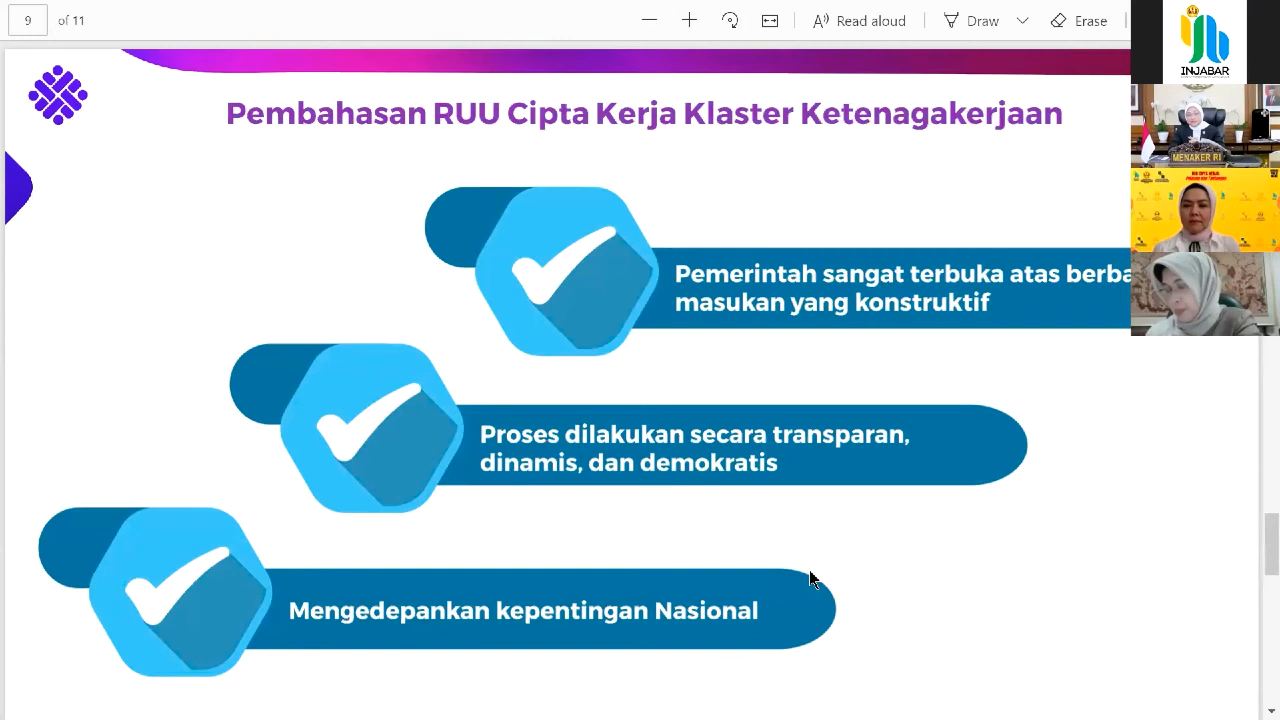 9 of 11
Read aloud
Draw
Erase
INJABAR
Pembahasan RUU Cipta Kerja Klaster Ketenagakerjaan
MENAKER RI
Pemerintah sangat terbuka atas berba
masukan yang konstruktif
Proses dilakukan secara transparan,
dinamis, dan demokratis
Mengedepankan kepentingan Nasional